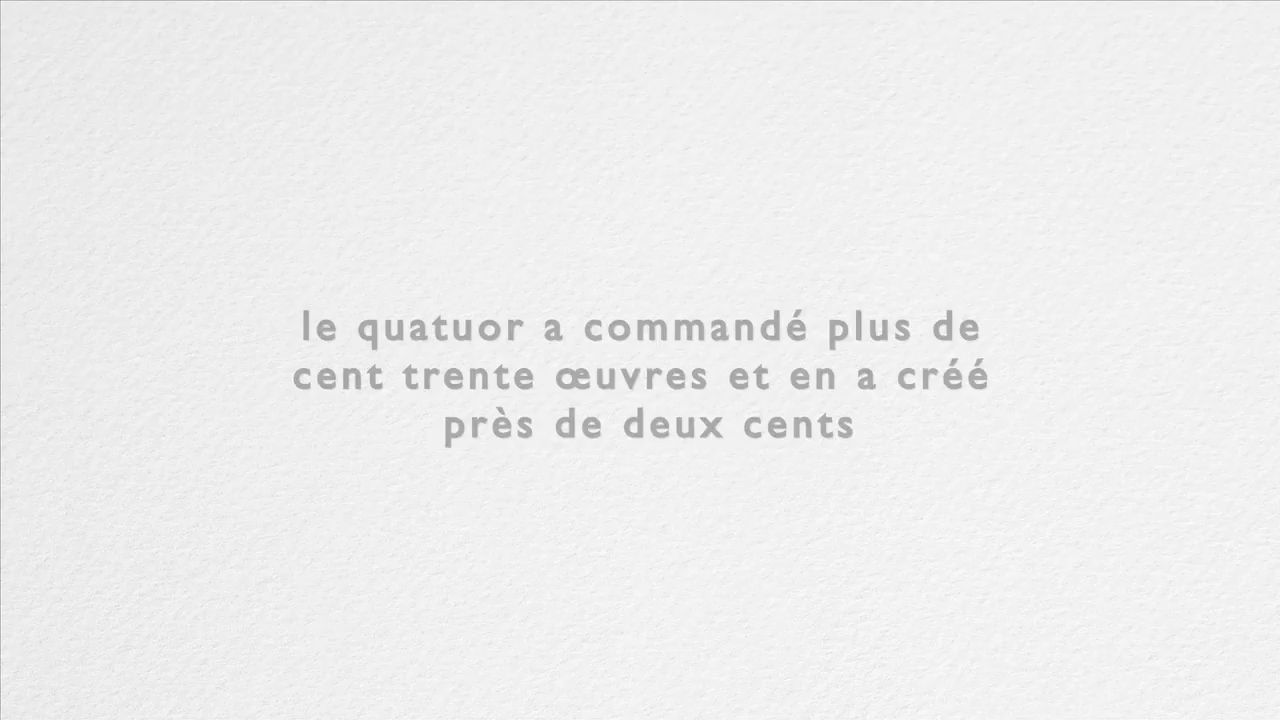 le quatuor a commandé plus de
cent trente œuvres et en a créé
près de deux cents